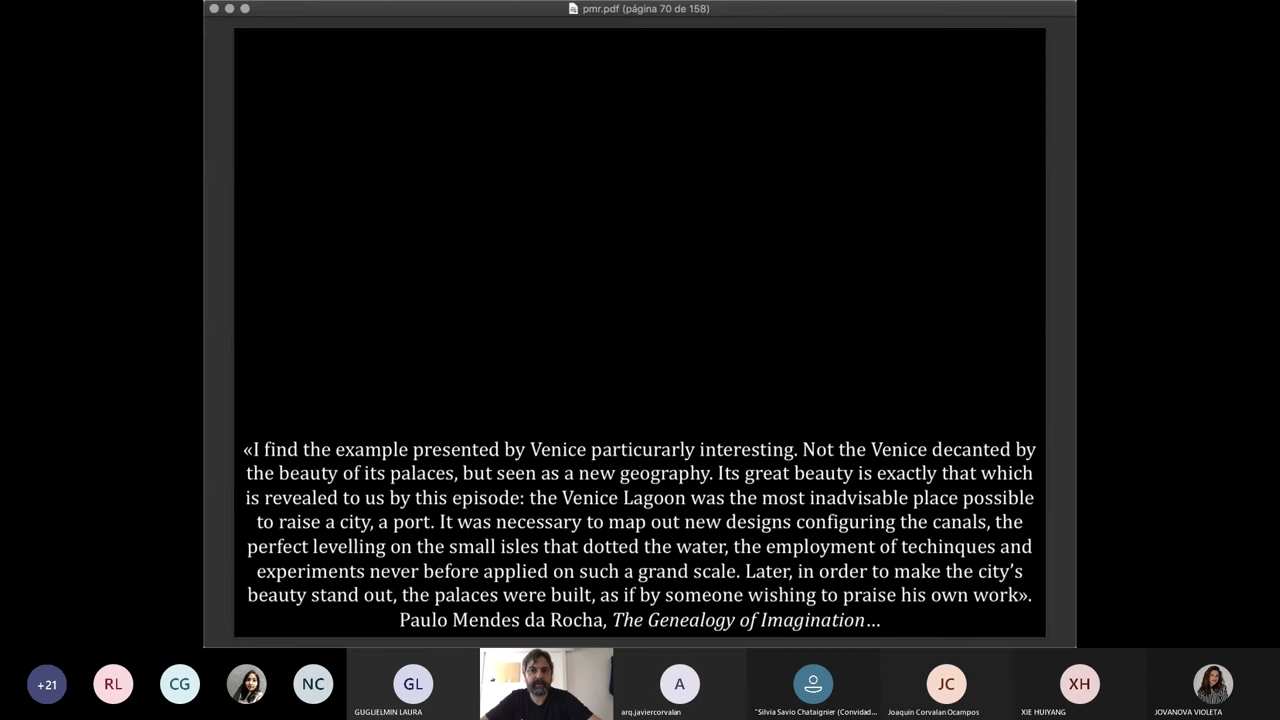 pmr.pdf (página 70 de 158)
«I find the example presented by Venice particurarly interesting. Not the Venice decanted by
the beauty of its palaces, but seen as a new geography. Its great beauty is exactly that which
is revealed to us by this episode: the Venice Lagoon was the most inadvisable place possible
to raise a city, a port. It was necessary to map out new designs configuring the canals, the
perfect levelling on the small isles that dotted the water, the employment of techinques and
experiments never before applied on such a grand scale. Later, in order to make the city’s
beauty stand out, the palaces were built, as if by someone wishing to praise his own work».
Paulo Mendes da Rocha, The Genealogy of Imagination…
+21
RL
CG
NC
GL
A
JC
XH
GUGLIELMIN LAURA
arq.javiercorvalan
"Silvia Savio Chataignier (Convidad...
Joaquin Corvalan Ocampos
XIE HUIYANG
JOVANOVA VIOLETA